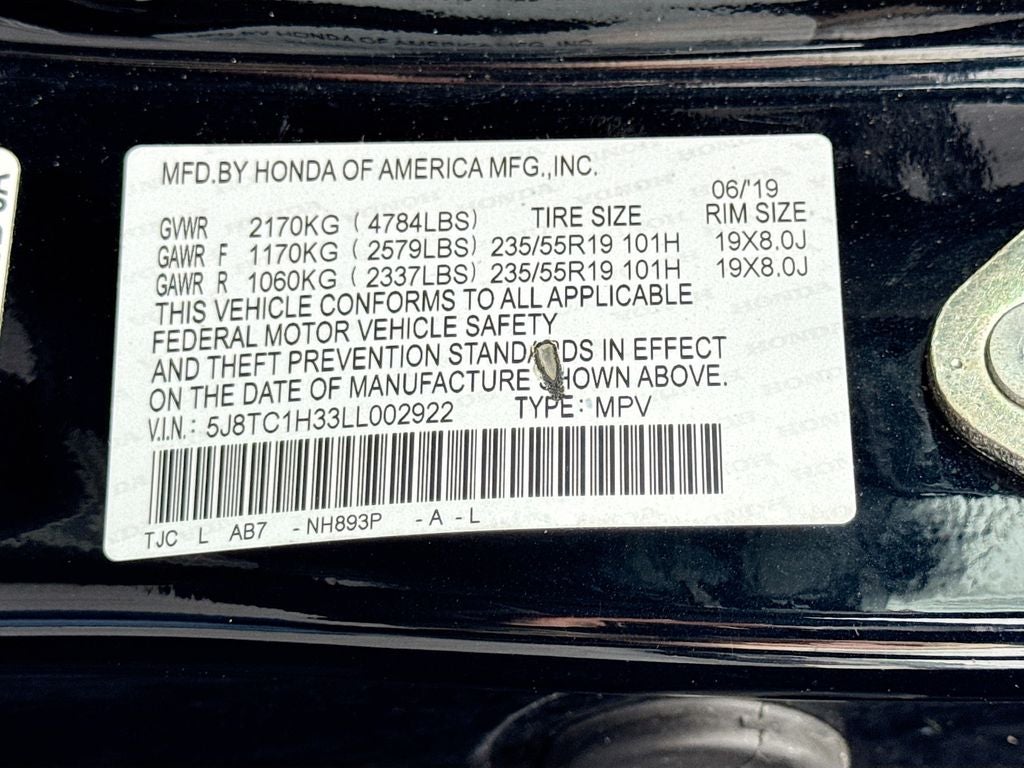 MFD.BY HONDA OF AMERICA MFG.,INC.
06/'19
GVWR 2170KG (4784LBS) TIRE SIZE RIM SIZE
GAWR F 1170KG (2579LBS) 235/55R19 101H 19X8.0J
GAWR R 1060KG (2337LBS) 235/55R19 101H 19X8.0J
THIS VEHICLE CONFORMS TO ALL APPLICABLE
FEDERAL MOTOR VEHICLE SAFETY
AND THEFT PREVENTION IN EFFECT
ON THE DATE OF MANUFACTURE SHOWN ABOVE.
V.I.N.: 5J8TC1H33LL002922 TYPE: MPV
TJC L AB7 -NH893P -A -L